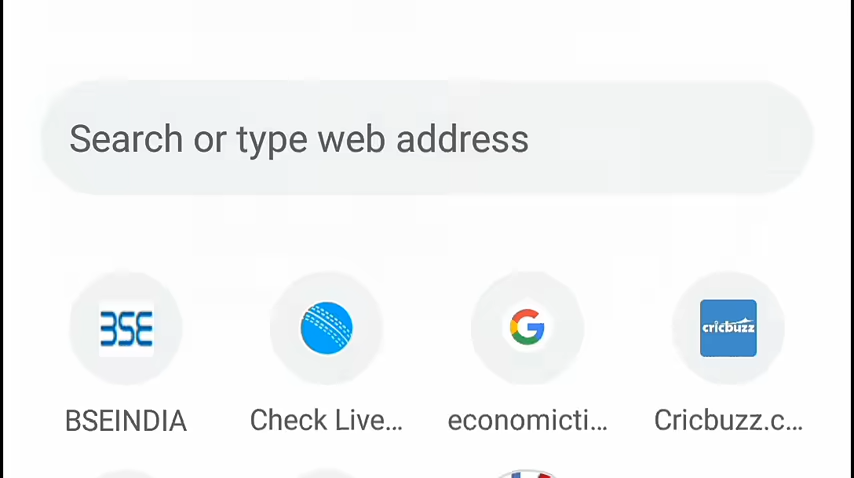 Search or type web address
BSE
cricbuzz
BSEINDIA
Check Live...
economicti...
Cricbuzz.c...